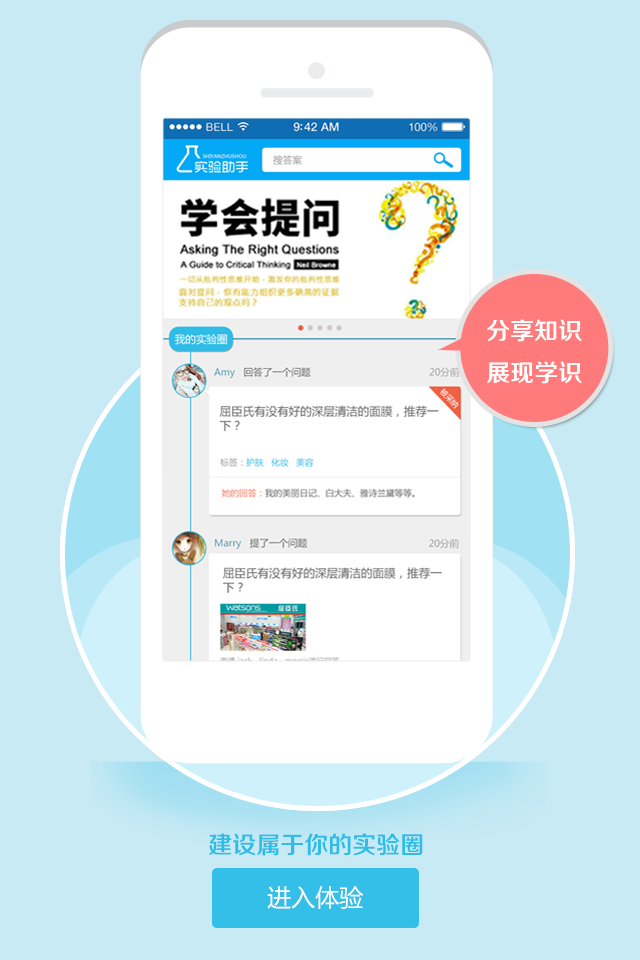 BELL
9:42 AM
100%
SHIYANZHUSHOU
实验助手
搜答案
学会提问
Asking The Right Questions
A Guide to Critical Thinking Neil Browne
一切从批判性思维开始，激发你的批判性思维
面对提问，你有能力组织更多确凿的证据
支持自己的观点吗？
分享知识
展现学识
我的实验圈
Amy 回答了一个问题 20分前
被采纳
屈臣氏有没有好的深层清洁的面膜，推荐一
下？
标签：护肤 化妆 美容
她的回答：我的美丽日记、白大夫、雅诗兰黛等等。
Marry 提了一个问题 20分前
屈臣氏有没有好的深层清洁的面膜，推荐一
下？
watsons 屈臣氏
建设属于你的实验圈
进入体验